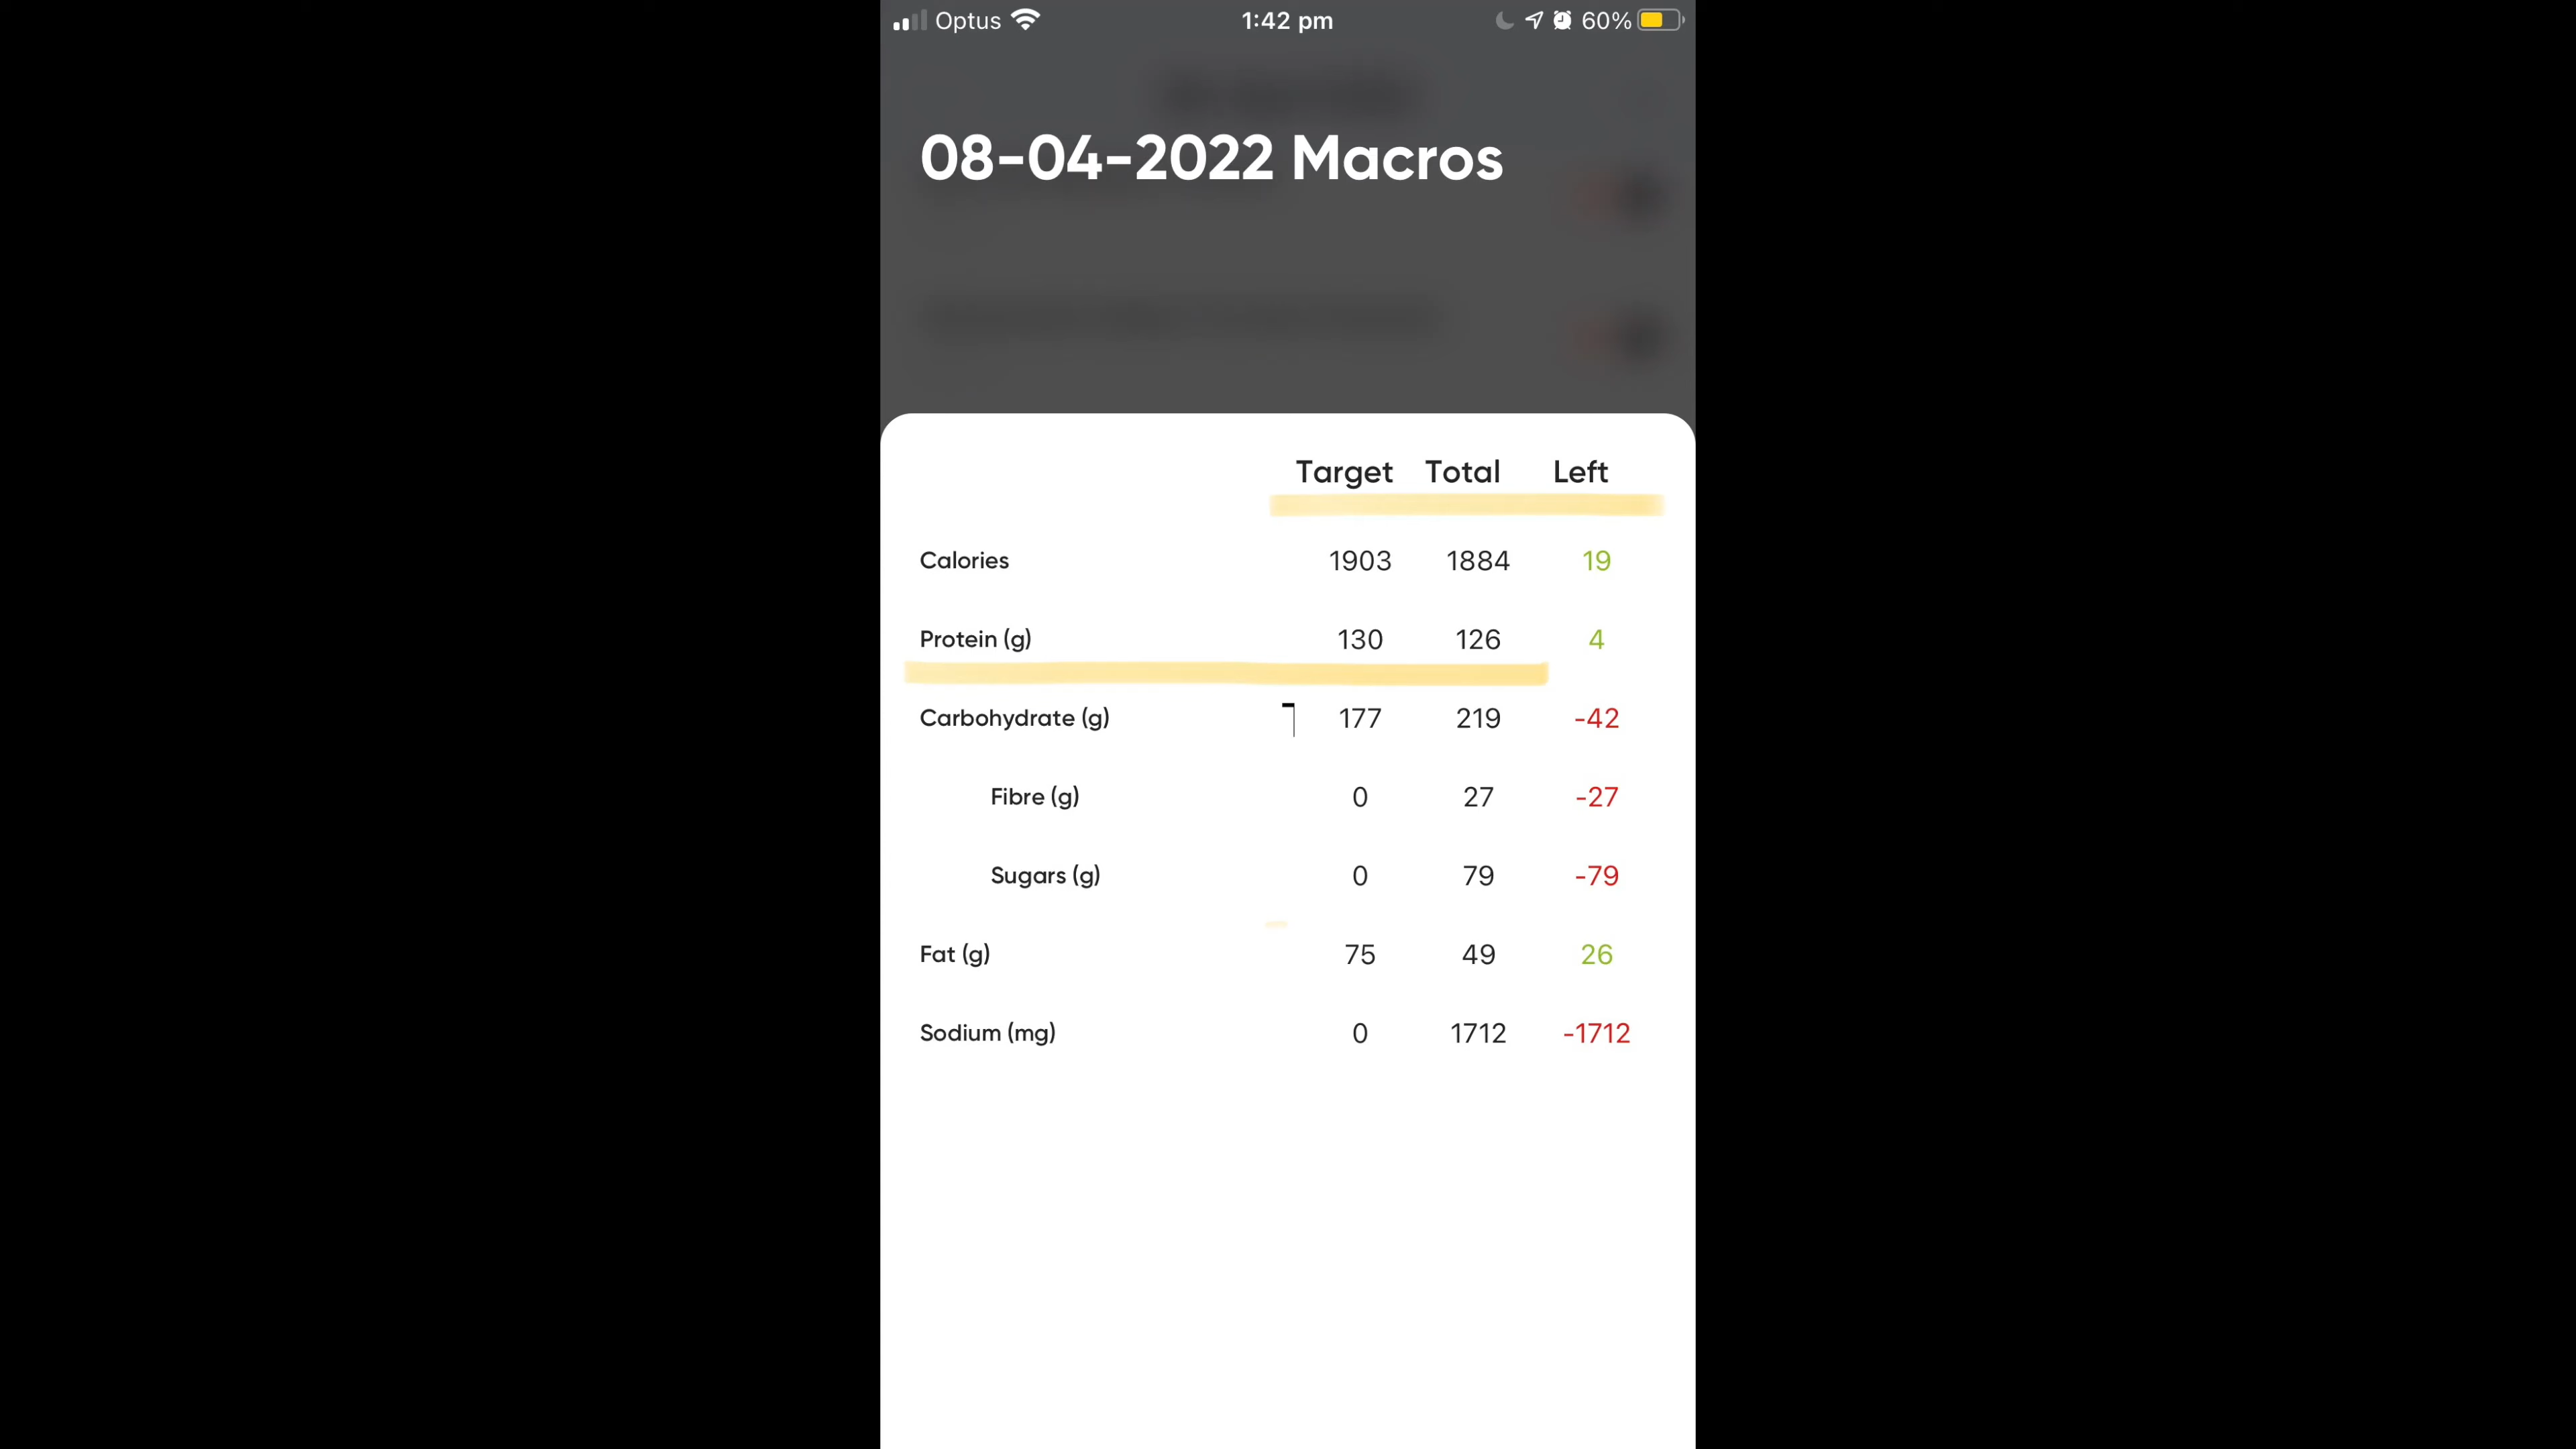 Optus 1:42 pm 60%
08-04-2022 Macros
Target Total Left
Calories 1903 1884 19
Protein (g) 130 126 4
Carbohydrate (g) 177 219 -42
Fibre (g) 0 27 -27
Sugars (g) 0 79 -79
Fat (g) 75 49 26
Sodium (mg) 0 1712 -1712